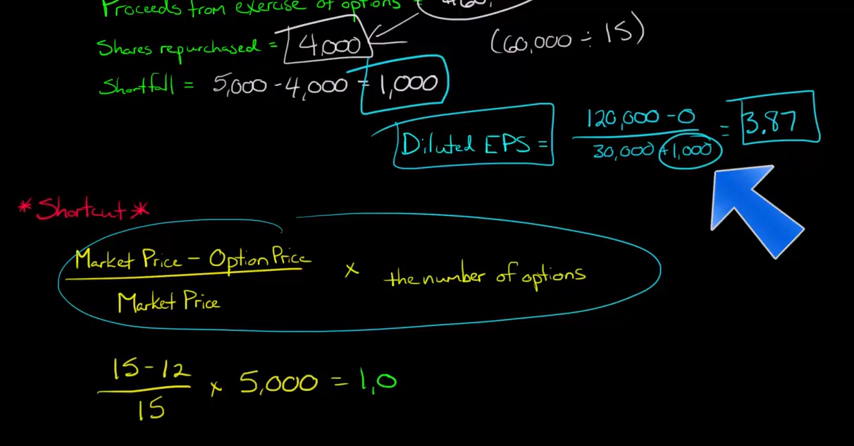 Proceeds from exercise of options =
Shares repurchased = 4,000
(60,000 ÷ 15)
Shortfall = 5,000 - 4,000 = 1,000
Diluted EPS = 120,000 - 0 / 30,000 + 1,000 = 3.87
*Shortcut*
Market Price - Option Price / Market Price × the number of options
15 - 12 / 15 × 5,000 = 1,0